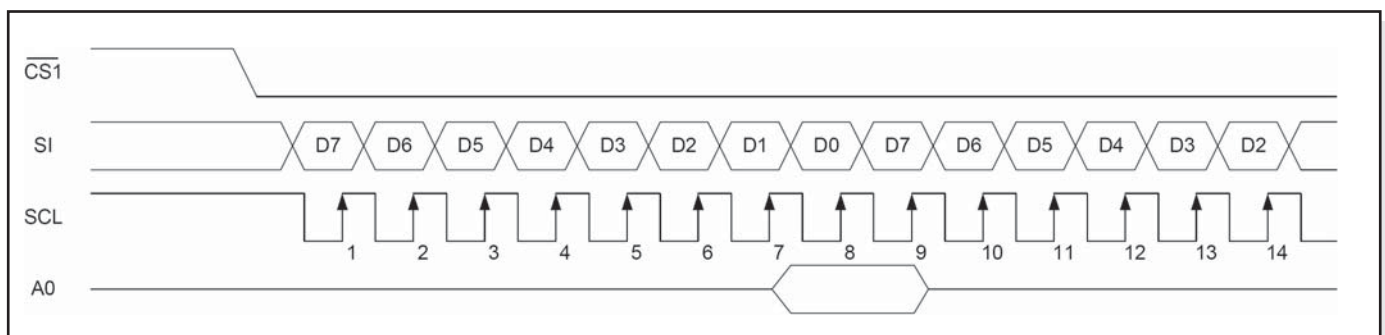 CS1
SI D7 D6 D5 D4 D3 D2 D1 D0 D7 D6 D5 D4 D3 D2
SCL
1 2 3 4 5 6 7 8 9 10 11 12 13 14
A0